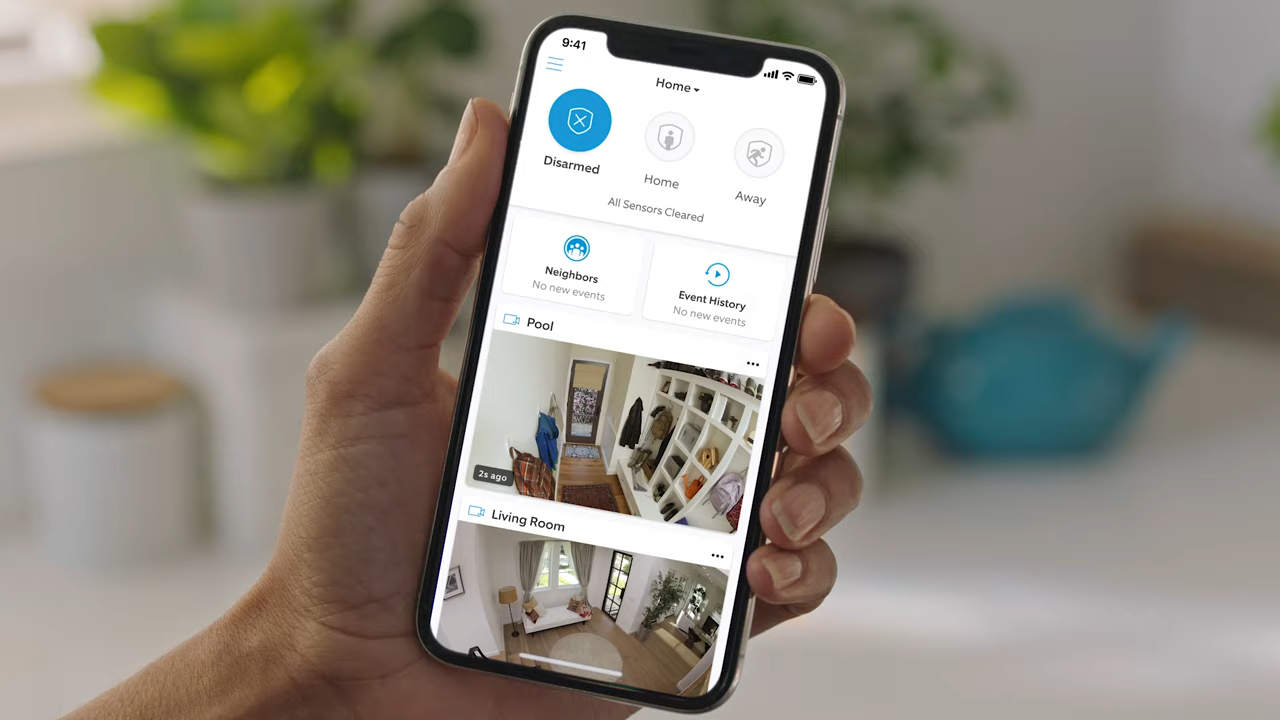 9:41
Home
Disarmed
Home
Away
All Sensors Cleared
Neighbors
No new events
Event History
No new events
Pool
2s ago
Living Room